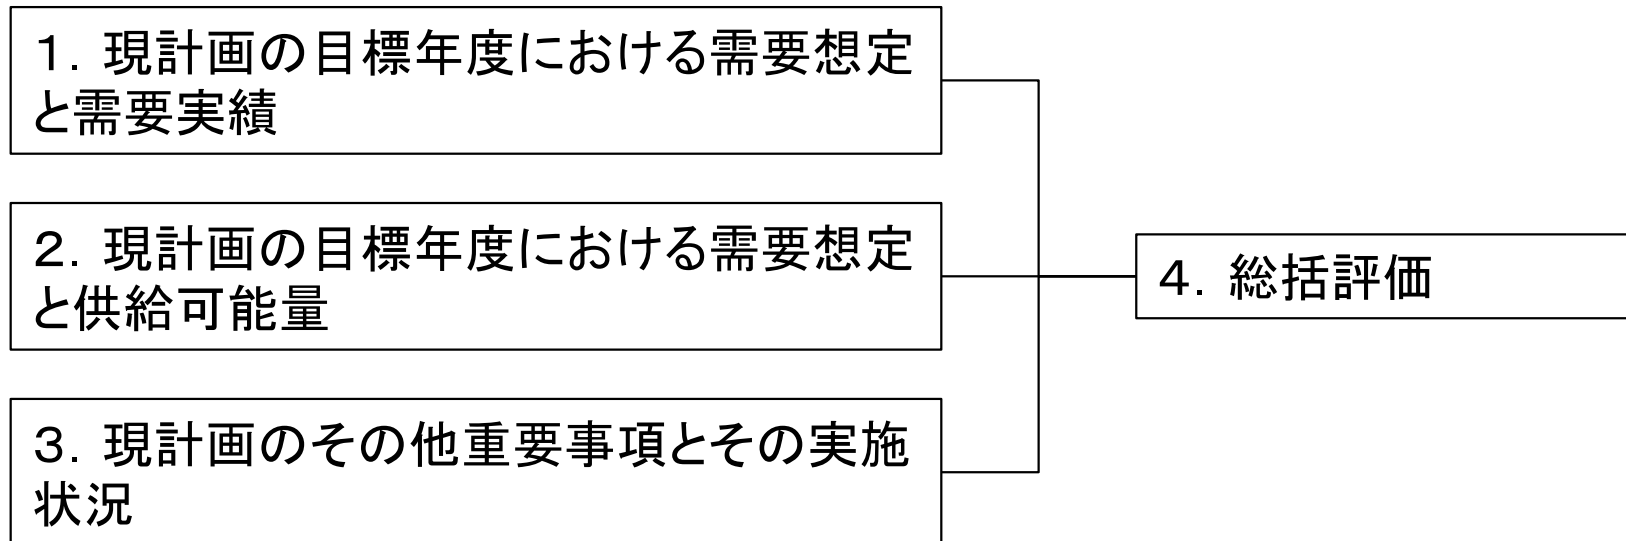 1．現計画の目標年度における需要想定
と需要実績
2．現計画の目標年度における需要想定
と供給可能量
3．現計画のその他重要事項とその実施
状況
4．総括評価